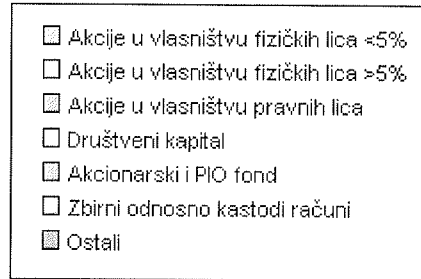 Akcije u vlasništvu fizičkih lica <5%
Akcije u vlasništvu fizičkih lica >5%
Akcije u vlasništvu pravnih lica
Društveni kapital
Akcionarski i PIO fond
Zbirni odnosno kastodi računi
Ostali